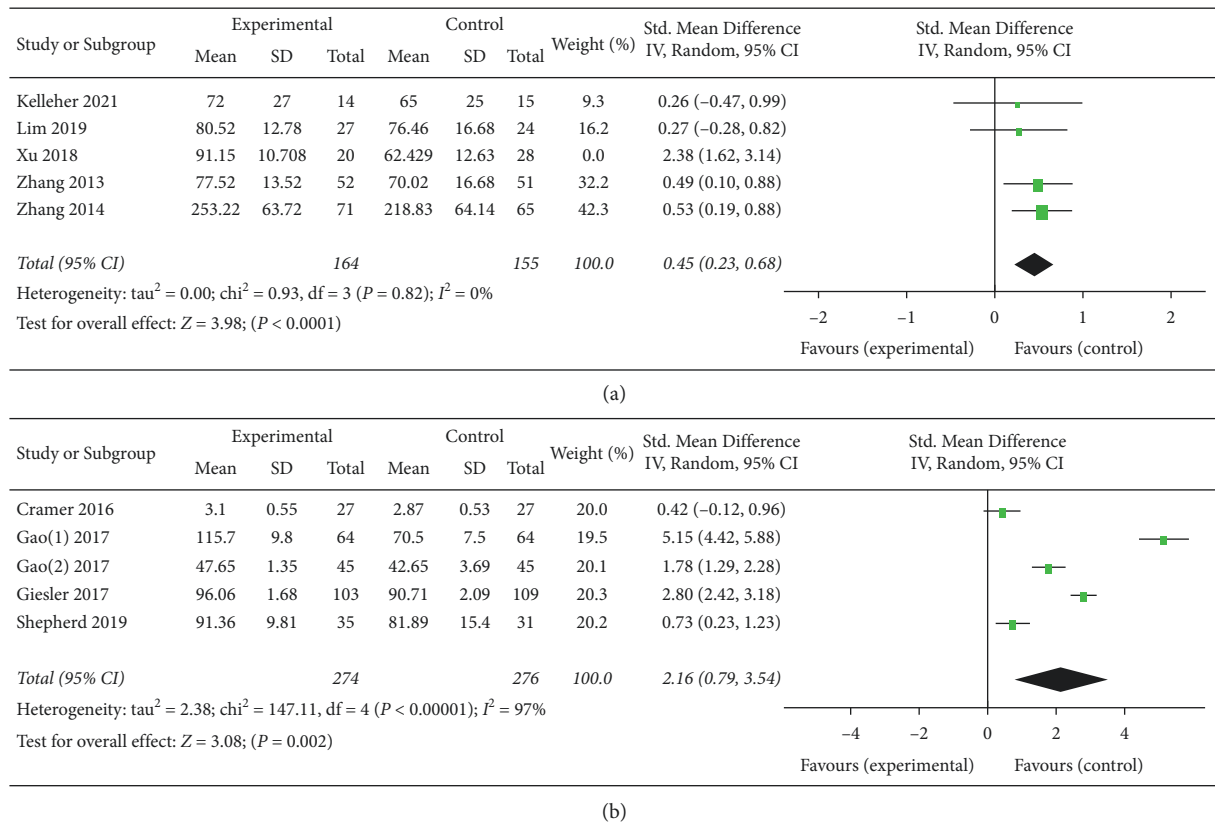 Study or Subgroup Experimental Control Weight (%) Std. Mean Difference IV, Random, 95% CI Std. Mean Difference IV, Random, 95% CI
Mean SD Total Mean SD Total
Kelleher 2021 72 27 14 65 25 15 9.3 0.26 (–0.47, 0.99)
Lim 2019 80.52 12.78 27 76.46 16.68 24 16.2 0.27 (–0.28, 0.82)
Xu 2018 91.15 10.708 20 62.429 12.63 28 0.0 2.38 (1.62, 3.14)
Zhang 2013 77.52 13.52 52 70.02 16.68 51 32.2 0.49 (0.10, 0.88)
Zhang 2014 253.22 63.72 71 218.83 64.14 65 42.3 0.53 (0.19, 0.88)
Total (95% CI) 164 155 100.0 0.45 (0.23, 0.68)
Heterogeneity: tau² = 0.00; chi² = 0.93, df = 3 (P = 0.82); I² = 0%
Test for overall effect: Z = 3.98; (P < 0.0001)
–2 –1 0 1 2
Favours (experimental) Favours (control)
(a)
Study or Subgroup Experimental Control Weight (%) Std. Mean Difference IV, Random, 95% CI Std. Mean Difference IV, Random, 95% CI
Mean SD Total Mean SD Total
Cramer 2016 3.1 0.55 27 2.87 0.53 27 20.0 0.42 (–0.12, 0.96)
Gao(1) 2017 115.7 9.8 64 70.5 7.5 64 19.5 5.15 (4.42, 5.88)
Gao(2) 2017 47.65 1.35 45 42.65 3.69 45 20.1 1.78 (1.29, 2.28)
Giesler 2017 96.06 1.68 103 90.71 2.09 109 20.3 2.80 (2.42, 3.18)
Shepherd 2019 91.36 9.81 35 81.89 15.4 31 20.2 0.73 (0.23, 1.23)
Total (95% CI) 274 276 100.0 2.16 (0.79, 3.54)
Heterogeneity: tau² = 2.38; chi² = 147.11, df = 4 (P < 0.00001); I² = 97%
Test for overall effect: Z = 3.08; (P = 0.002)
–4 –2 0 2 4
Favours (experimental) Favours (control)
(b)